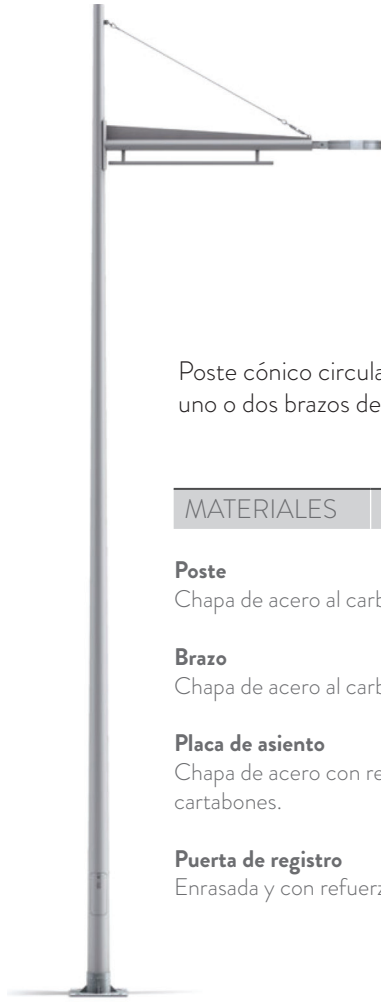 Poste cónico circula
uno o dos brazos de
MATERIALES
Poste
Chapa de acero al carb
Brazo
Chapa de acero al carb
Placa de asiento
Chapa de acero con re
cartabones.
Puerta de registro
Enrasada y con refuerz